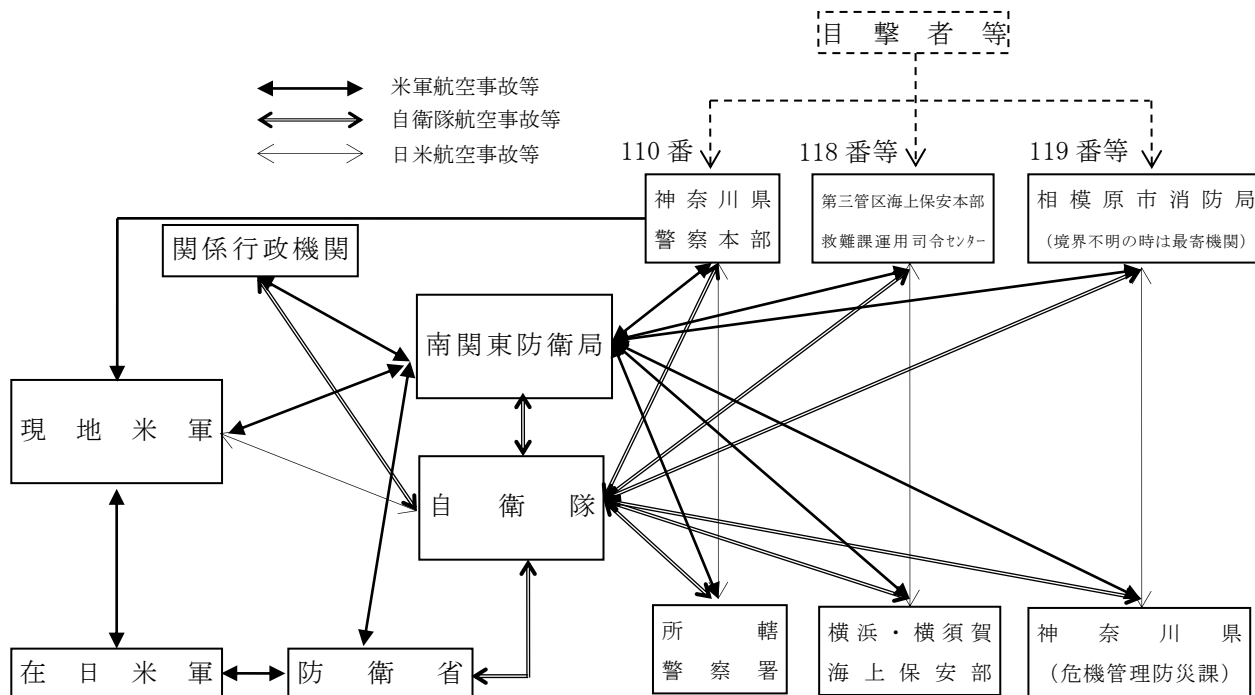 目撃者等
米軍航空事故等
自衛隊航空事故等
日米航空事故等
110番
118番等
119番等
神奈川県
警察本部
第三管区海上保安本部
救難課運用司令センター
相模原市消防局
(境界不明の時は最寄機関)
関係行政機関
南関東防衛局
現地米軍
自衛隊
在日米軍
防衛省
所轄
警察署
横浜・横須賀
海上保安部
神奈川県
(危機管理防災課)